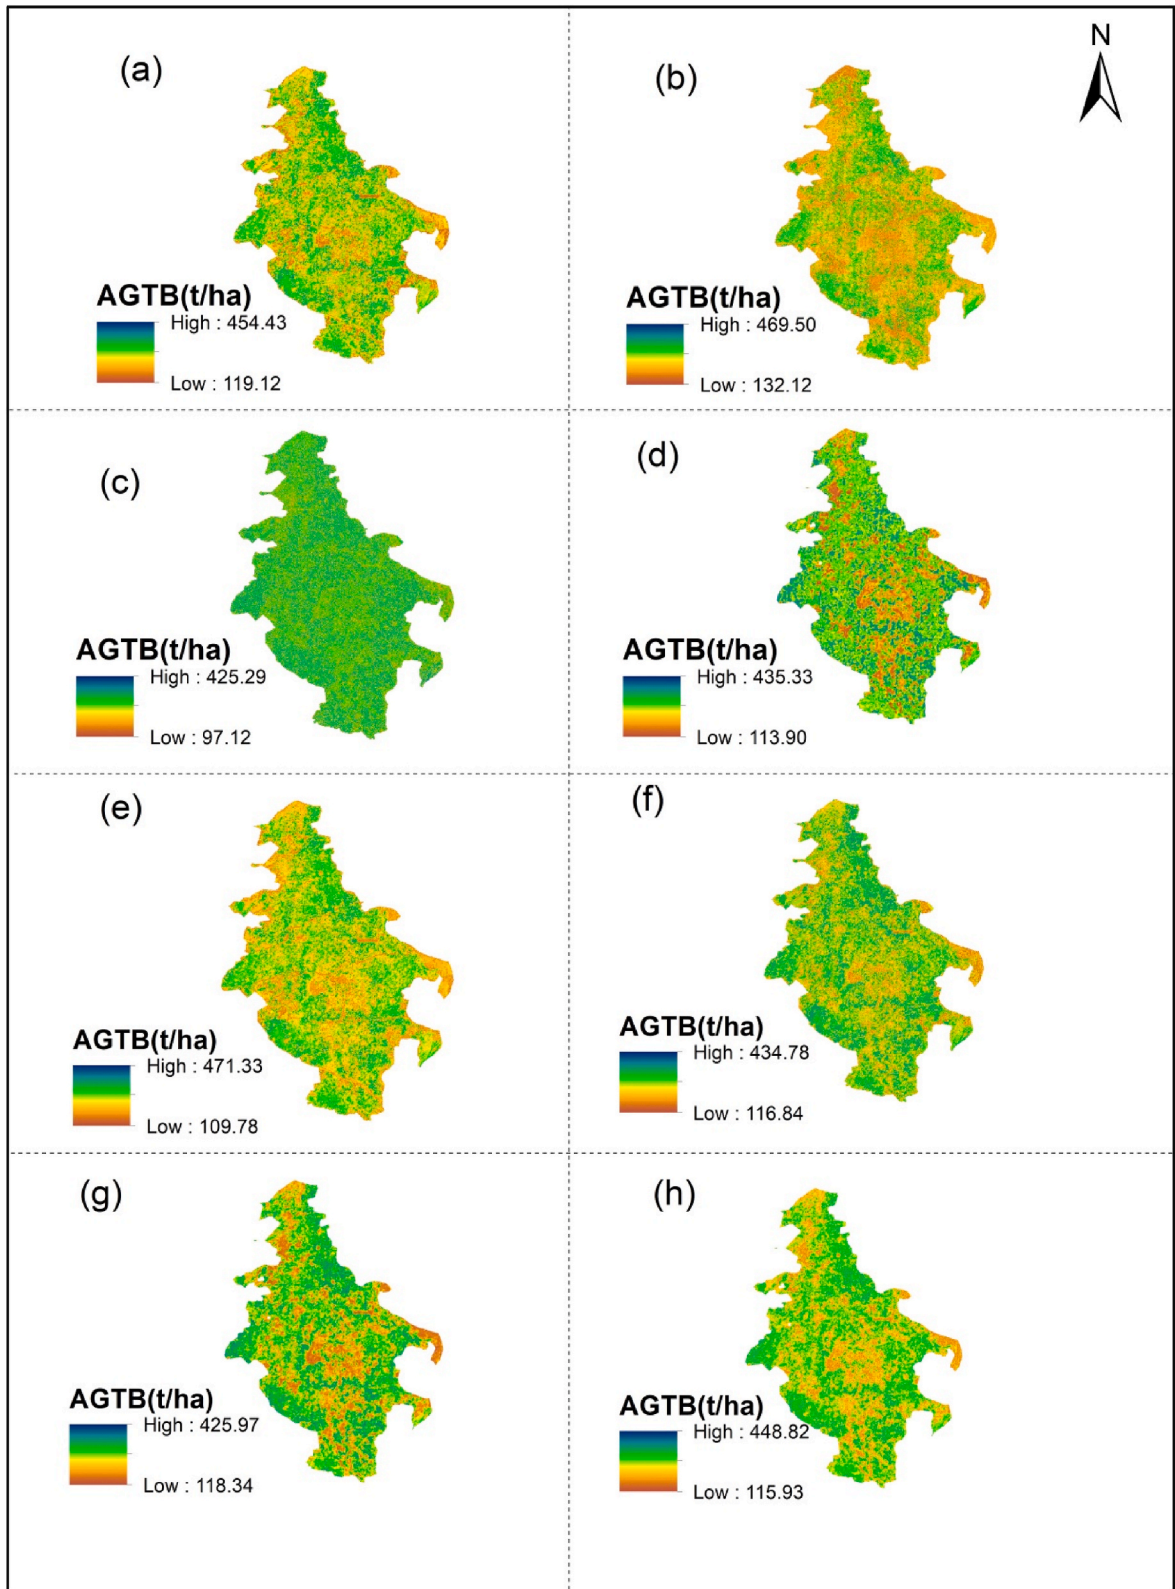 (a)
AGTB(t/ha)
High : 454.43
Low : 119.12
(b)
N
AGTB(t/ha)
High : 469.50
Low : 132.12
(c)
AGTB(t/ha)
High : 425.29
Low : 97.12
(d)
AGTB(t/ha)
High : 435.33
Low : 113.90
(e)
AGTB(t/ha)
High : 471.33
Low : 109.78
(f)
AGTB(t/ha)
High : 434.78
Low : 116.84
(g)
AGTB(t/ha)
High : 425.97
Low : 118.34
(h)
AGTB(t/ha)
High : 448.82
Low : 115.93